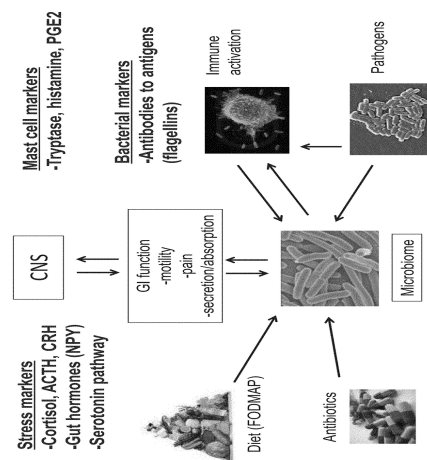 Stress markers
-Cortisol, ACTH, CRH
-Gut hormones (NPY)
-Serotonin pathway
CNS
Mast cell markers
-Tryptase, histamine, PGE2
Bacterial markers
-Antibodies to antigens
(flagellins)
GI function
-motility
-pain
-secretion/absorption
Immune
activation
Diet (FODMAP)
Pathogens
Antibiotics
Microbiome